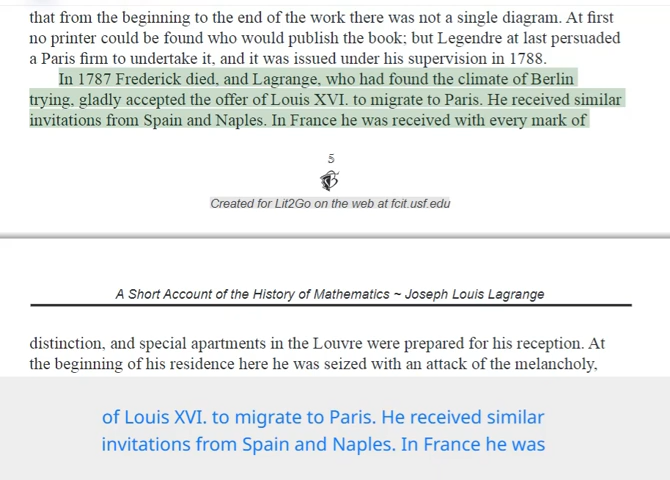 that from the beginning to the end of the work there was not a single diagram. At first
no printer could be found who would publish the book; but Legendre at last persuaded
a Paris firm to undertake it, and it was issued under his supervision in 1788.
In 1787 Frederick died, and Lagrange, who had found the climate of Berlin
trying, gladly accepted the offer of Louis XVI. to migrate to Paris. He received similar
invitations from Spain and Naples. In France he was received with every mark of
5
Created for Lit2Go on the web at fcit.usf.edu
A Short Account of the History of Mathematics ~ Joseph Louis Lagrange
distinction, and special apartments in the Louvre were prepared for his reception. At
the beginning of his residence here he was seized with an attack of the melancholy,
of Louis XVI. to migrate to Paris. He received similar
invitations from Spain and Naples. In France he was